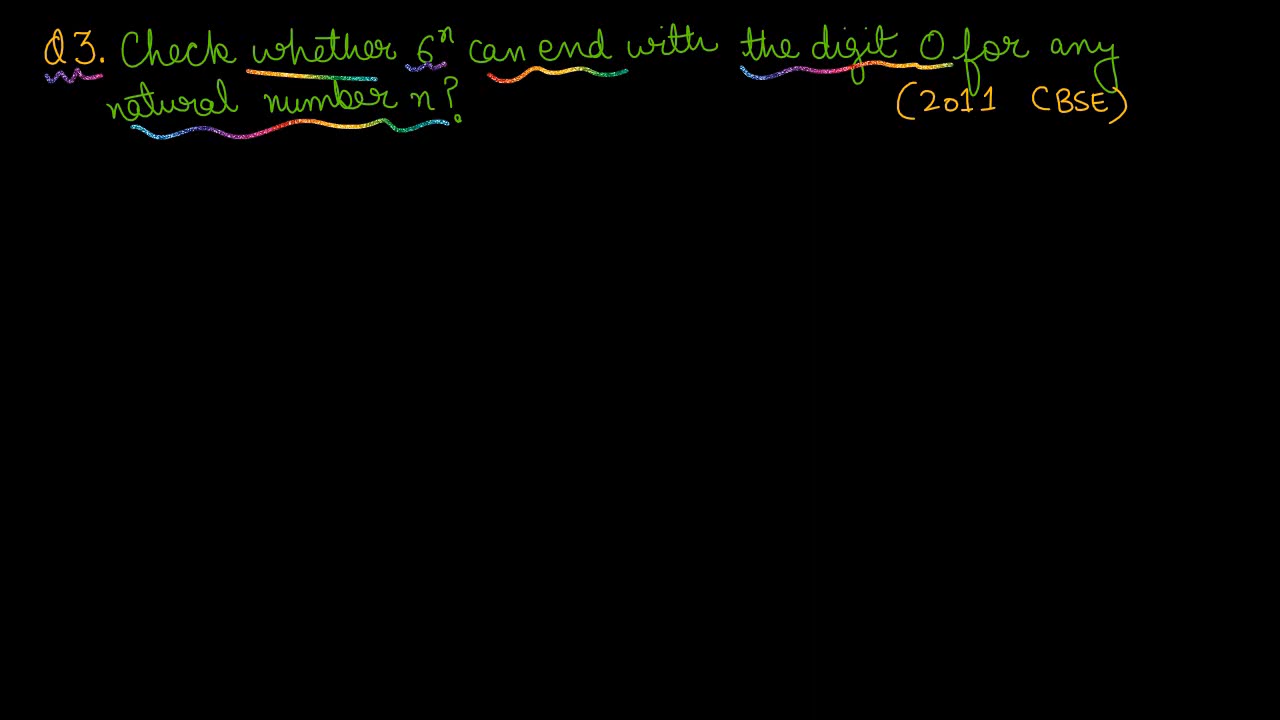 Q3. Check whether 6ⁿ can end with the digit 0 for any
natural number n?
(2011 CBSE)